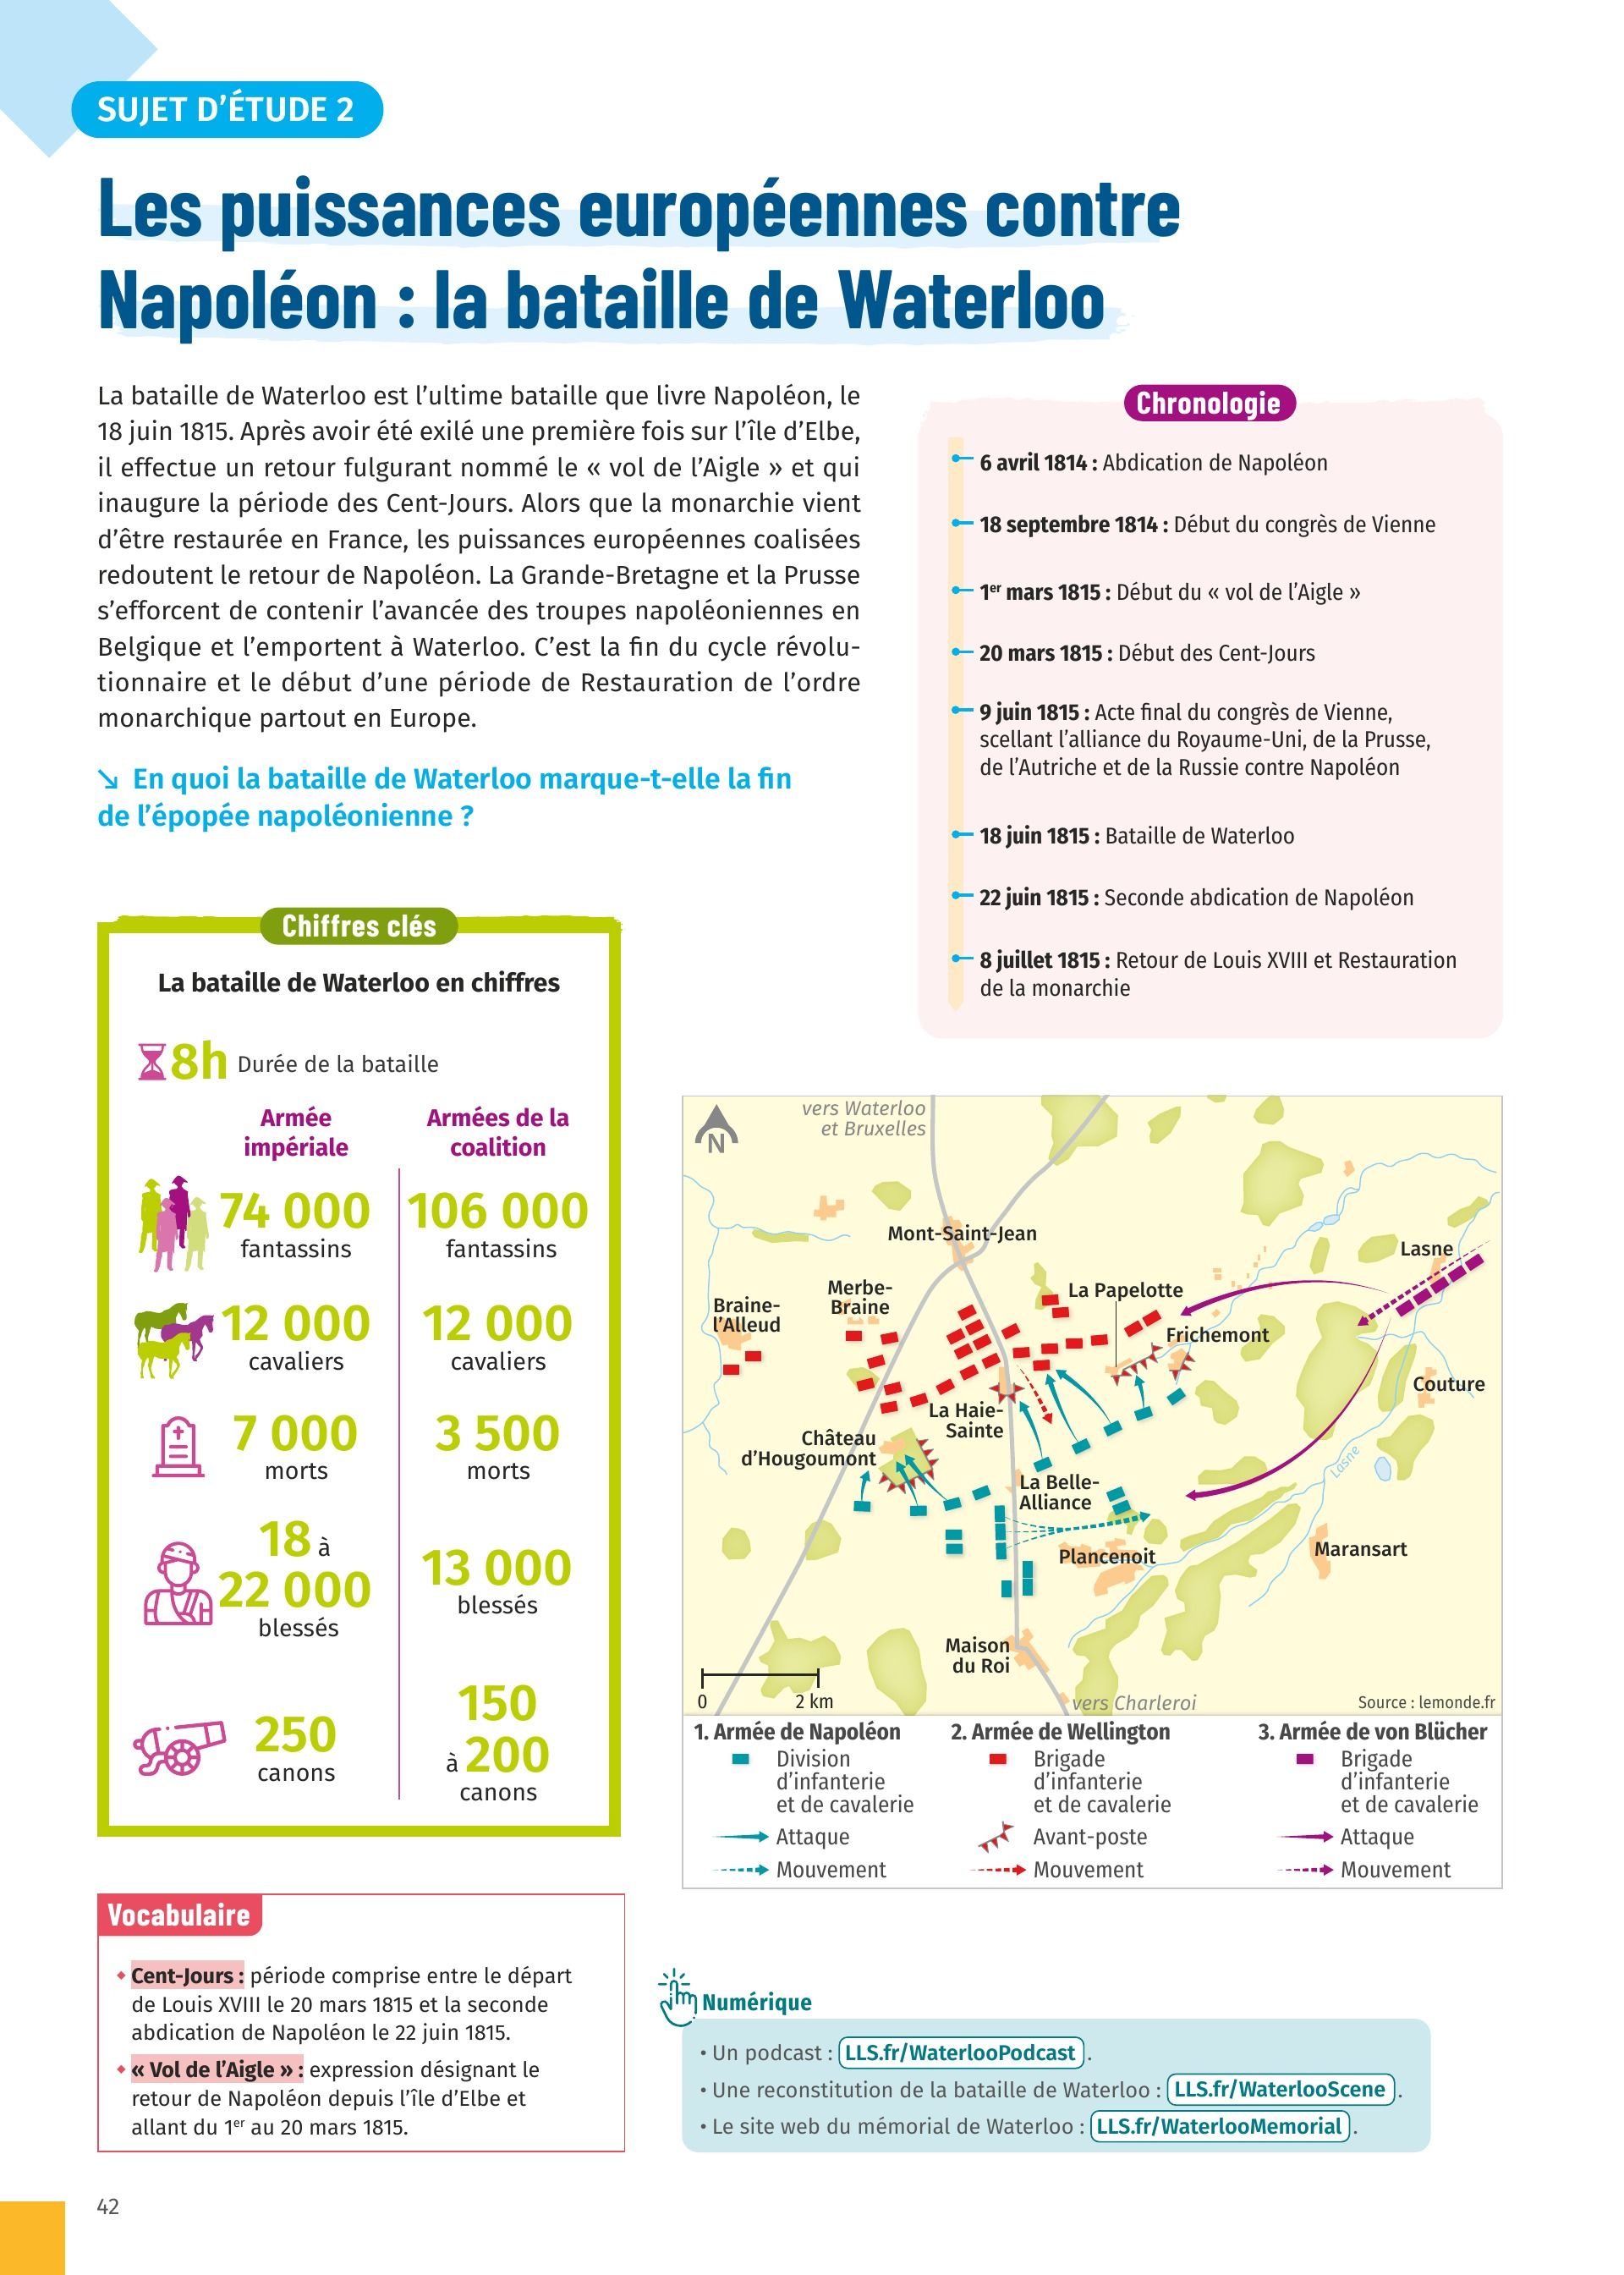 SUJET D'ÉTUDE 2
Les puissances européennes contre
Napoléon : la bataille de Waterloo
La bataille de Waterloo est l'ultime bataille que livre Napoléon, le
18 juin 1815. Après avoir été exilé une première fois sur l'île d'Elbe,
il effectue un retour fulgurant nommé le « vol de l'Aigle » et qui
inaugure la période des Cent-Jours. Alors que la monarchie vient
d'être restaurée en France, les puissances européennes coalisées
redoutent le retour de Napoléon. La Grande-Bretagne et la Prusse
s'efforcent de contenir l'avancée des troupes napoléoniennes en
Belgique et l'emportent à Waterloo. C'est la fin du cycle révolu-
tionnaire et le début d'une période de Restauration de l'ordre
monarchique partout en Europe.
↘ En quoi la bataille de Waterloo marque-t-elle la fin
de l'épopée napoléonienne ?
Chronologie
6 avril 1814 : Abdication de Napoléon
18 septembre 1814 : Début du congrès de Vienne
1er mars 1815 : Début du « vol de l'Aigle »
20 mars 1815 : Début des Cent-Jours
9 juin 1815 : Acte final du congrès de Vienne,
scellant l'alliance du Royaume-Uni, de la Prusse,
de l'Autriche et de la Russie contre Napoléon
18 juin 1815 : Bataille de Waterloo
22 juin 1815 : Seconde abdication de Napoléon
8 juillet 1815 : Retour de Louis XVIII et Restauration
de la monarchie
Chiffres clés
La bataille de Waterloo en chiffres
8h Durée de la bataille
Armée
impériale
Armées de la
coalition
74 000
fantassins
106 000
fantassins
12 000
cavaliers
12 000
cavaliers
7 000
morts
3 500
morts
18 à
22 000
blessés
13 000
blessés
250
canons
150
à 200
canons
N
vers Waterloo
et Bruxelles
Mont-Saint-Jean
Lasne
Merbe-
Braine
La Papelotte
Braine-
l'Alleud
Frichemont
Couture
La Haie-
Sainte
Château
d'Hougoumont
Lasne
La Belle-
Alliance
Plancenoit
Maransart
Maison
du Roi
0 2 km
vers Charleroi
Source : lemonde.fr
1. Armée de Napoléon
Division
d'infanterie
et de cavalerie
Attaque
Mouvement
2. Armée de Wellington
Brigade
d'infanterie
et de cavalerie
Avant-poste
Mouvement
3. Armée de von Blücher
Brigade
d'infanterie
et de cavalerie
Attaque
Mouvement
Vocabulaire
Cent-Jours : période comprise entre le départ
de Louis XVIII le 20 mars 1815 et la seconde
abdication de Napoléon le 22 juin 1815.
« Vol de l'Aigle » : expression désignant le
retour de Napoléon depuis l'île d'Elbe et
allant du 1er au 20 mars 1815.
Numérique
• Un podcast : LLS.fr/WaterlooPodcast .
• Une reconstitution de la bataille de Waterloo : LLS.fr/WaterlooScene .
• Le site web du mémorial de Waterloo : LLS.fr/WaterlooMemorial .
42